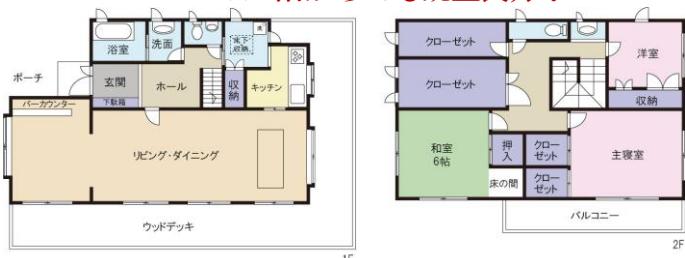 浴室
洗面
洗
床下
収納
ポーチ
玄関
ホール
収
納
キッチン
バーカウンター
下駄箱
リビング・ダイニング
ウッドデッキ
クローゼット
洋室
クローゼット
収納
和室
6帖
押
入
クロー
ゼット
主寝室
床の間
クロー
ゼット
バルコニー
2F